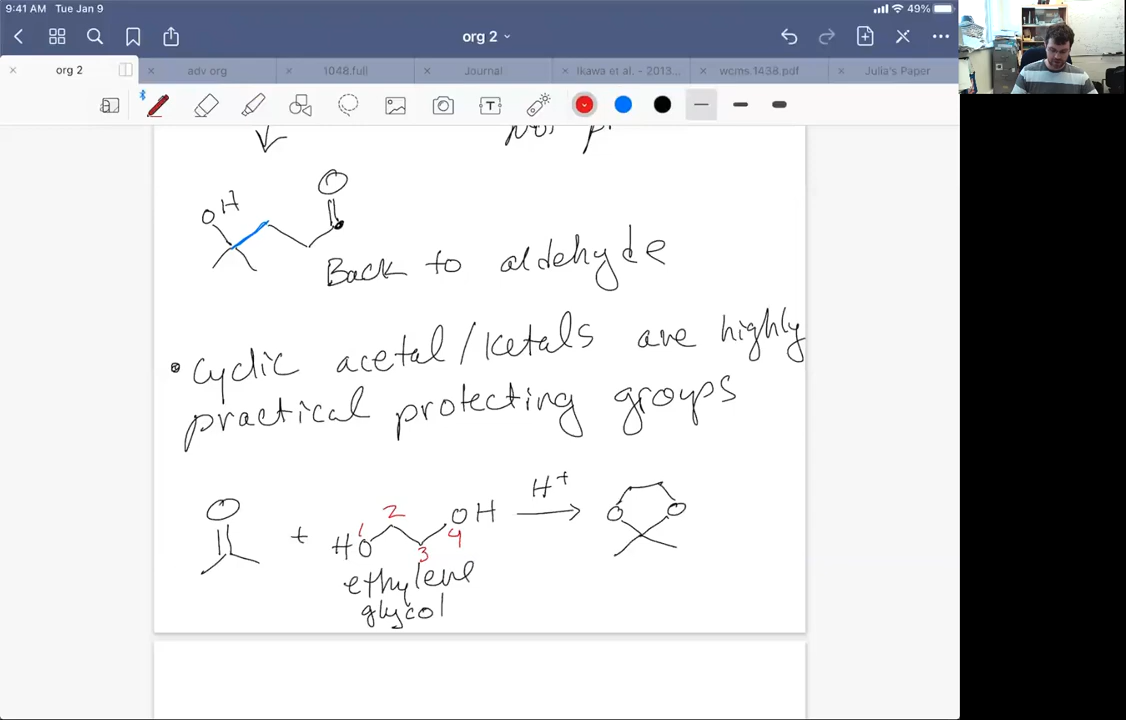 9:41 AM Tue Jan 9
49%
org 2
org 2
adv org
1048.full
Journal
Ikawa et al. - 2013...
wcms.1438.pdf
Julia's Paper
T
OH
O
Back to aldehyde
• Cyclic acetal/ketals are highly
practical protecting groups
O + HO 1 2 3 4 OH H+ O O
ethylene
glycol